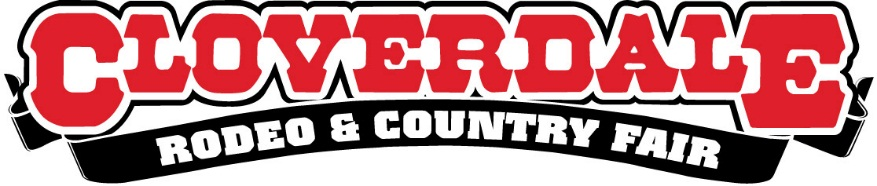 CLOVERDALE
RODEO & COUNTRY FAIR